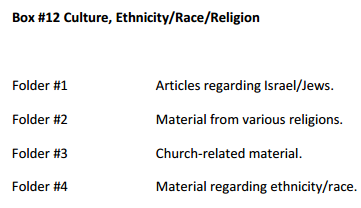 Box #12 Culture, Ethnicity/Race/Religion
Folder #1 Articles regarding Israel/Jews.
Folder #2 Material from various religions.
Folder #3 Church-related material.
Folder #4 Material regarding ethnicity/race.